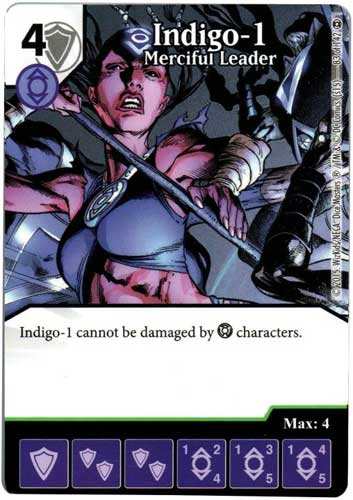 4
Indigo-1
Merciful Leader
Indigo-1 cannot be damaged by characters.
Max: 4
1 2 4
1 3 5
1 4 5